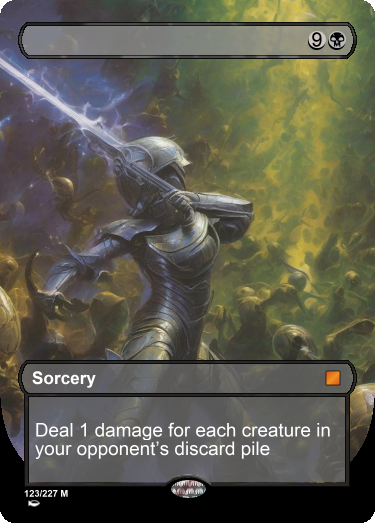 9
Sorcery
Deal 1 damage for each creature in
your opponent's discard pile
123/227 M